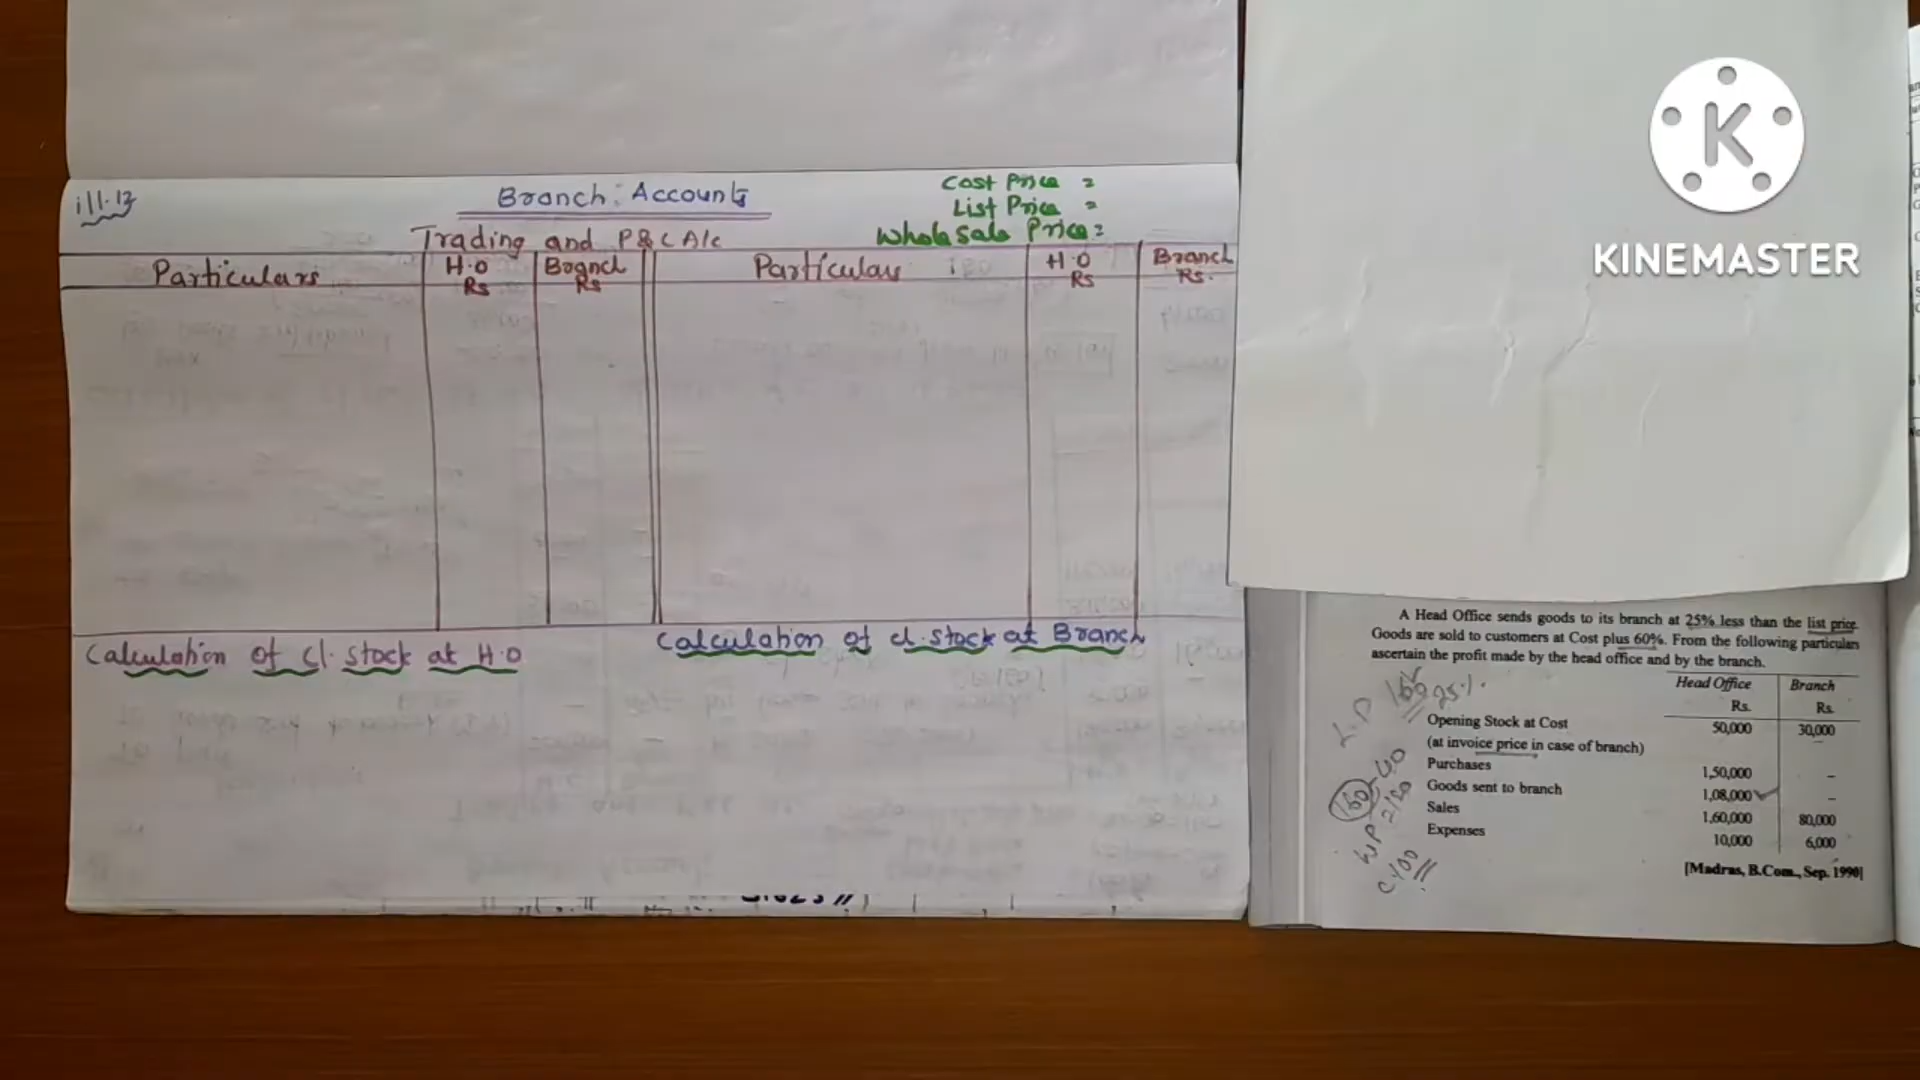 ill.13
Branch: Accounts
Cost Price =
List Price =
Wholesale Price =
Trading and P&L A/c
Particulars H.O Rs Branch Rs Particulars H.O Rs Branch Rs.
Calculation of Cl. Stock at H.O
Calculation of cl. Stock at Branch
KINEMASTER
A Head Office sends goods to its branch at 25% less than the list price.
Goods are sold to customers at Cost plus 60%. From the following particulars
ascertain the profit made by the head office and by the branch.
Head Office Branch
Rs. Rs.
Opening Stock at Cost 50,000 30,000
(at invoice price in case of branch)
Purchases 1,50,000 –
Goods sent to branch 1,08,000 –
Sales 1,60,000 80,000
Expenses 10,000 6,000
[Madras, B.Com., Sep. 1990]
L.P 160 25%.
160 - 40
WP
C 100